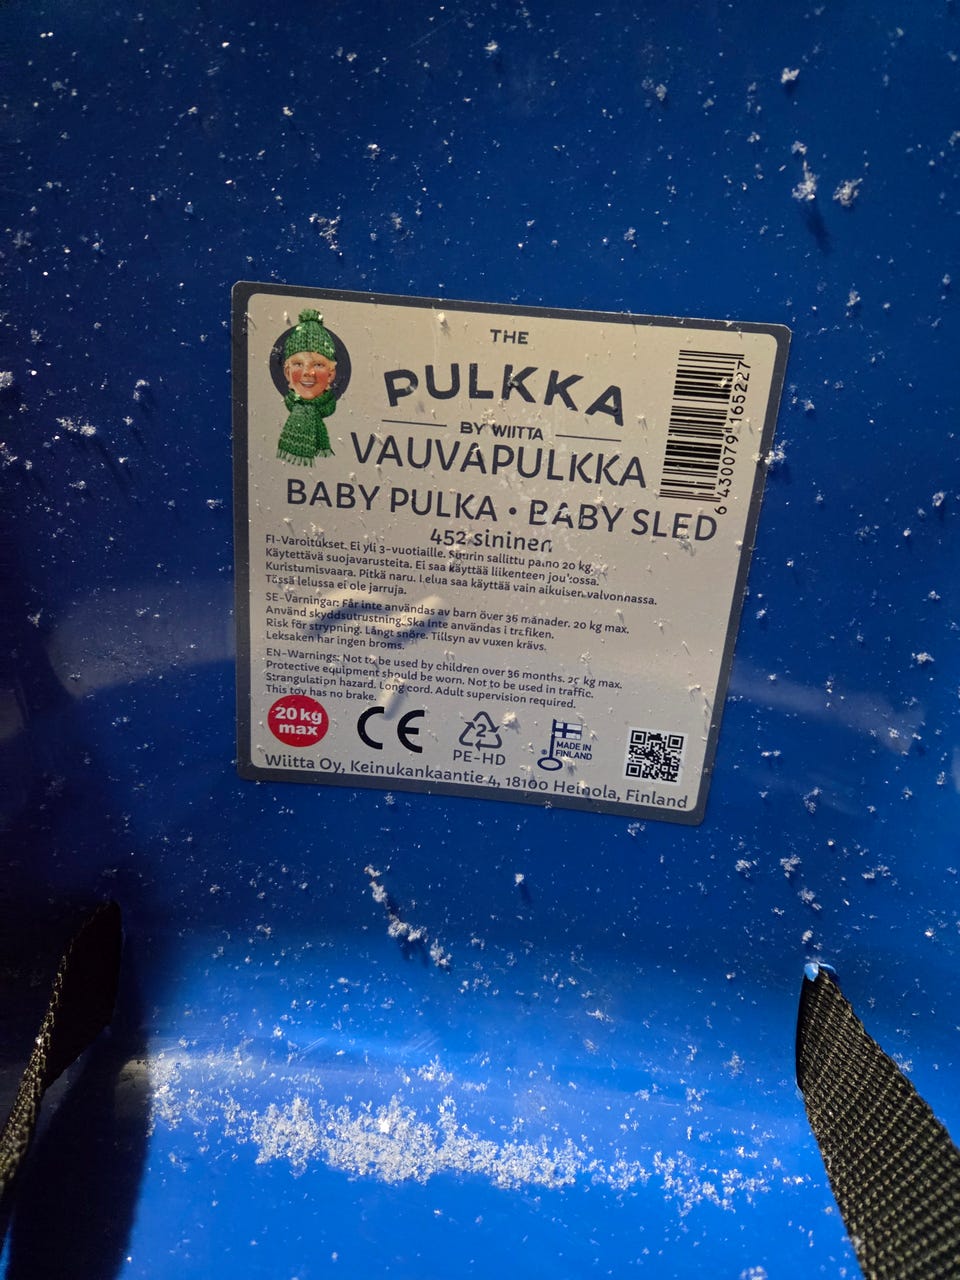 THE
PULKKA
BY WIITTA
VAUVAPULKKA
BABY PULKA • BABY SLED
452 sininen
FI-Varoitukset. Ei yli 3-vuotiaille. Suurin sallittu paino 20 kg.
Käytettävä suojavarusteita. Ei saa käyttää liikenteen joukossa.
Kuristumisvaara. Pitkä naru. Lelua saa käyttää vain aikuisen valvonnassa.
Tässä lelussa ei ole jarruja.
SE-Varningar: Får inte användas av barn över 36 månader. 20 kg max.
Använd skyddsutrustning. Ska inte användas i trafiken.
Risk för strypning. Långt snöre. Tillsyn av vuxen krävs.
Leksaken har ingen broms.
EN-Warnings: Not to be used by children over 36 months. 20 kg max.
Protective equipment should be worn. Not to be used in traffic.
Strangulation hazard. Long cord. Adult supervision required.
This toy has no brake.
20 kg
max
CE
2
PE-HD
MADE IN
FINLAND
Wiitta Oy, Keinukankaantie 4, 18100 Heinola, Finland
6 430079 165227